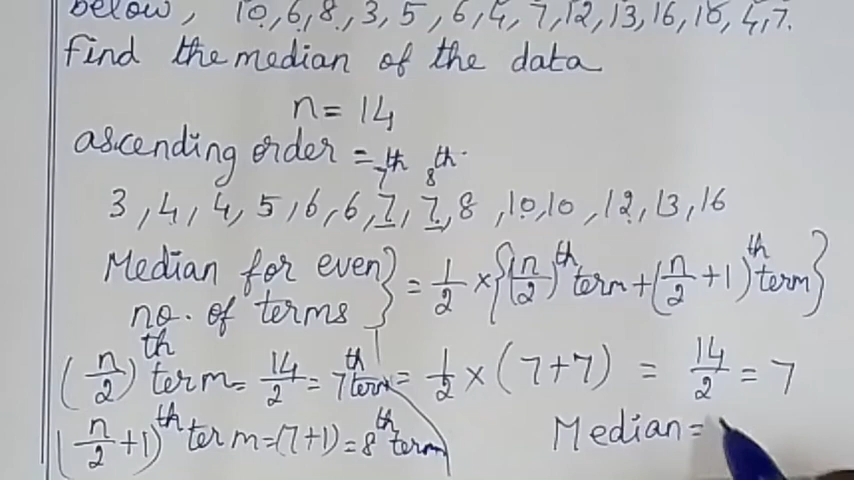 below, 10, 6, 8, 3, 5, 6, 4, 7, 12, 13, 16, 10, 4, 7.
find the median of the data
n = 14
ascending order =
7th 8th
3, 4, 4, 5, 6, 6, 7, 7, 8, 10, 10, 12, 13, 16
Median for even no. of terms } = 1/2 × {(n/2)th term + (n/2 + 1)th term}
(n/2)th term = 14/2 = 7th term = 1/2 × (7+7) = 14/2 = 7
(n/2 + 1)th term = (7+1) = 8th term
Median =